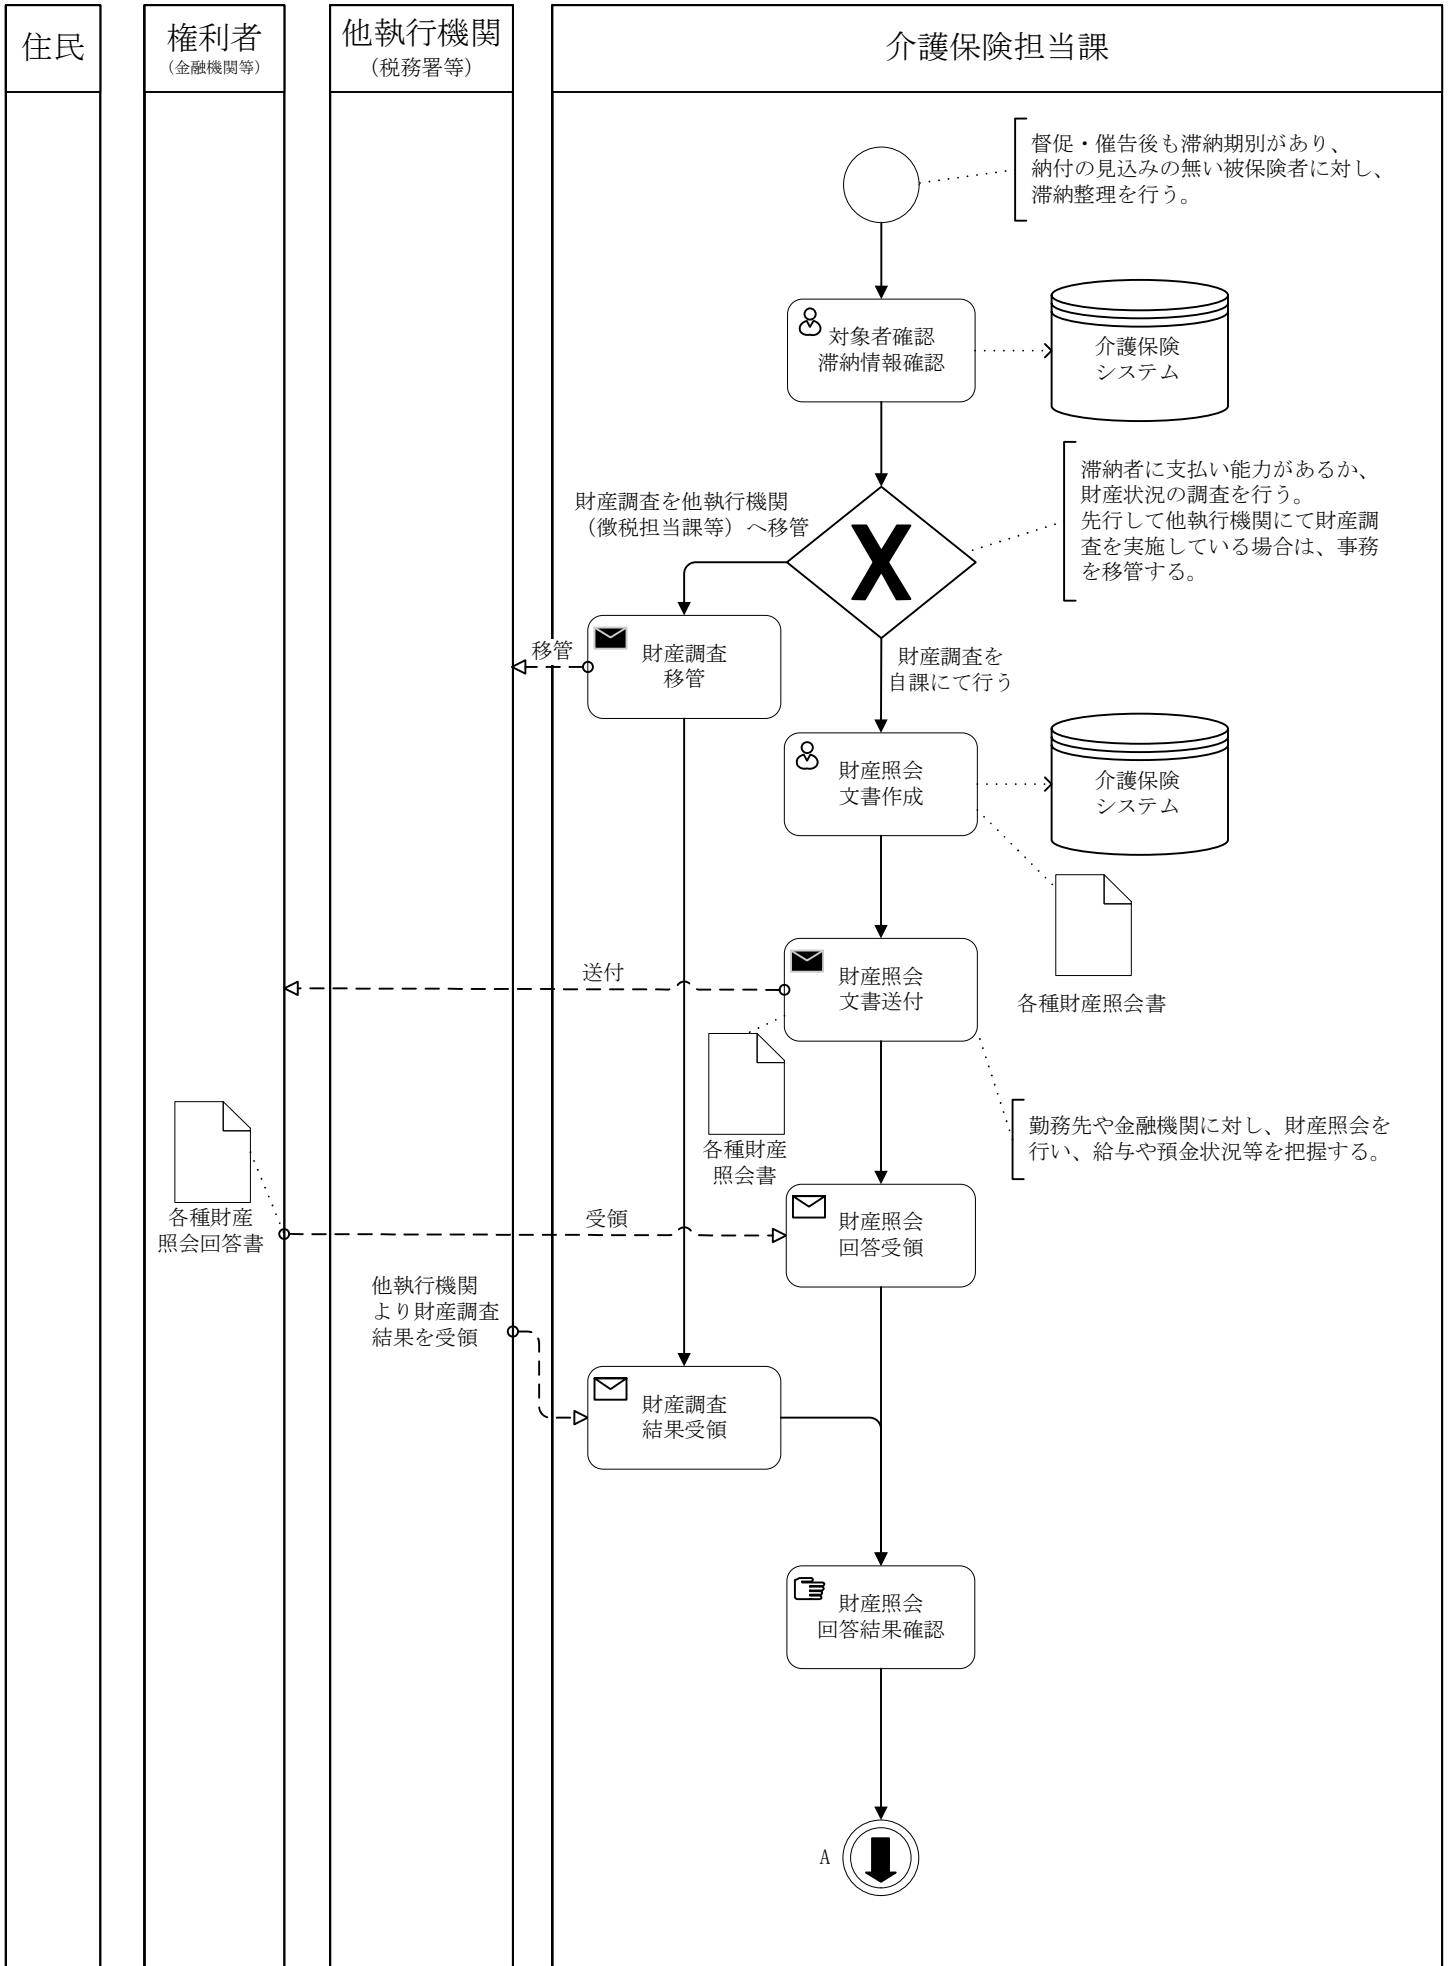 住民
権利者
（金融機関等）
他執行機関
（税務署等）
介護保険担当課
督促・催告後も滞納期別があり、
納付の見込みの無い被保険者に対し、
滞納整理を行う。
対象者確認
滞納情報確認
介護保険
システム
滞納者に支払い能力があるか、
財産状況の調査を行う。
先行して他執行機関にて財産調
査を実施している場合は、事務
を移管する。
財産調査を他執行機関
（徴税担当課等）へ移管
X
移管
財産調査
移管
財産調査を
自課にて行う
財産照会
文書作成
介護保険
システム
各種財産照会書
送付
財産照会
文書送付
各種財産
照会書
勤務先や金融機関に対し、財産照会を
行い、給与や預金状況等を把握する。
各種財産
照会回答書
受領
財産照会
回答受領
他執行機関
より財産調査
結果を受領
財産調査
結果受領
財産照会
回答結果確認
A